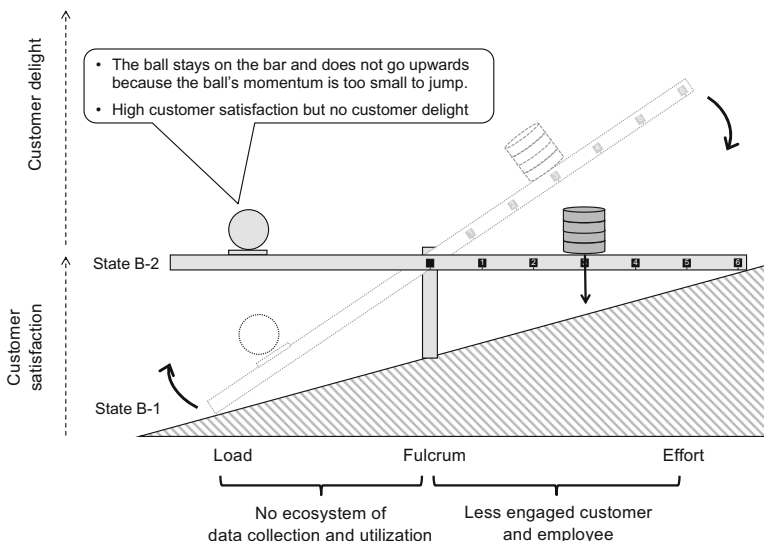 Customer delight
• The ball stays on the bar and does not go upwards
because the ball's momentum is too small to jump.
• High customer satisfaction but no customer delight
State B-2
1 2 3 4 5 6
Customer
satisfaction
State B-1
Load Fulcrum Effort
No ecosystem of
data collection and utilization
Less engaged customer
and employee